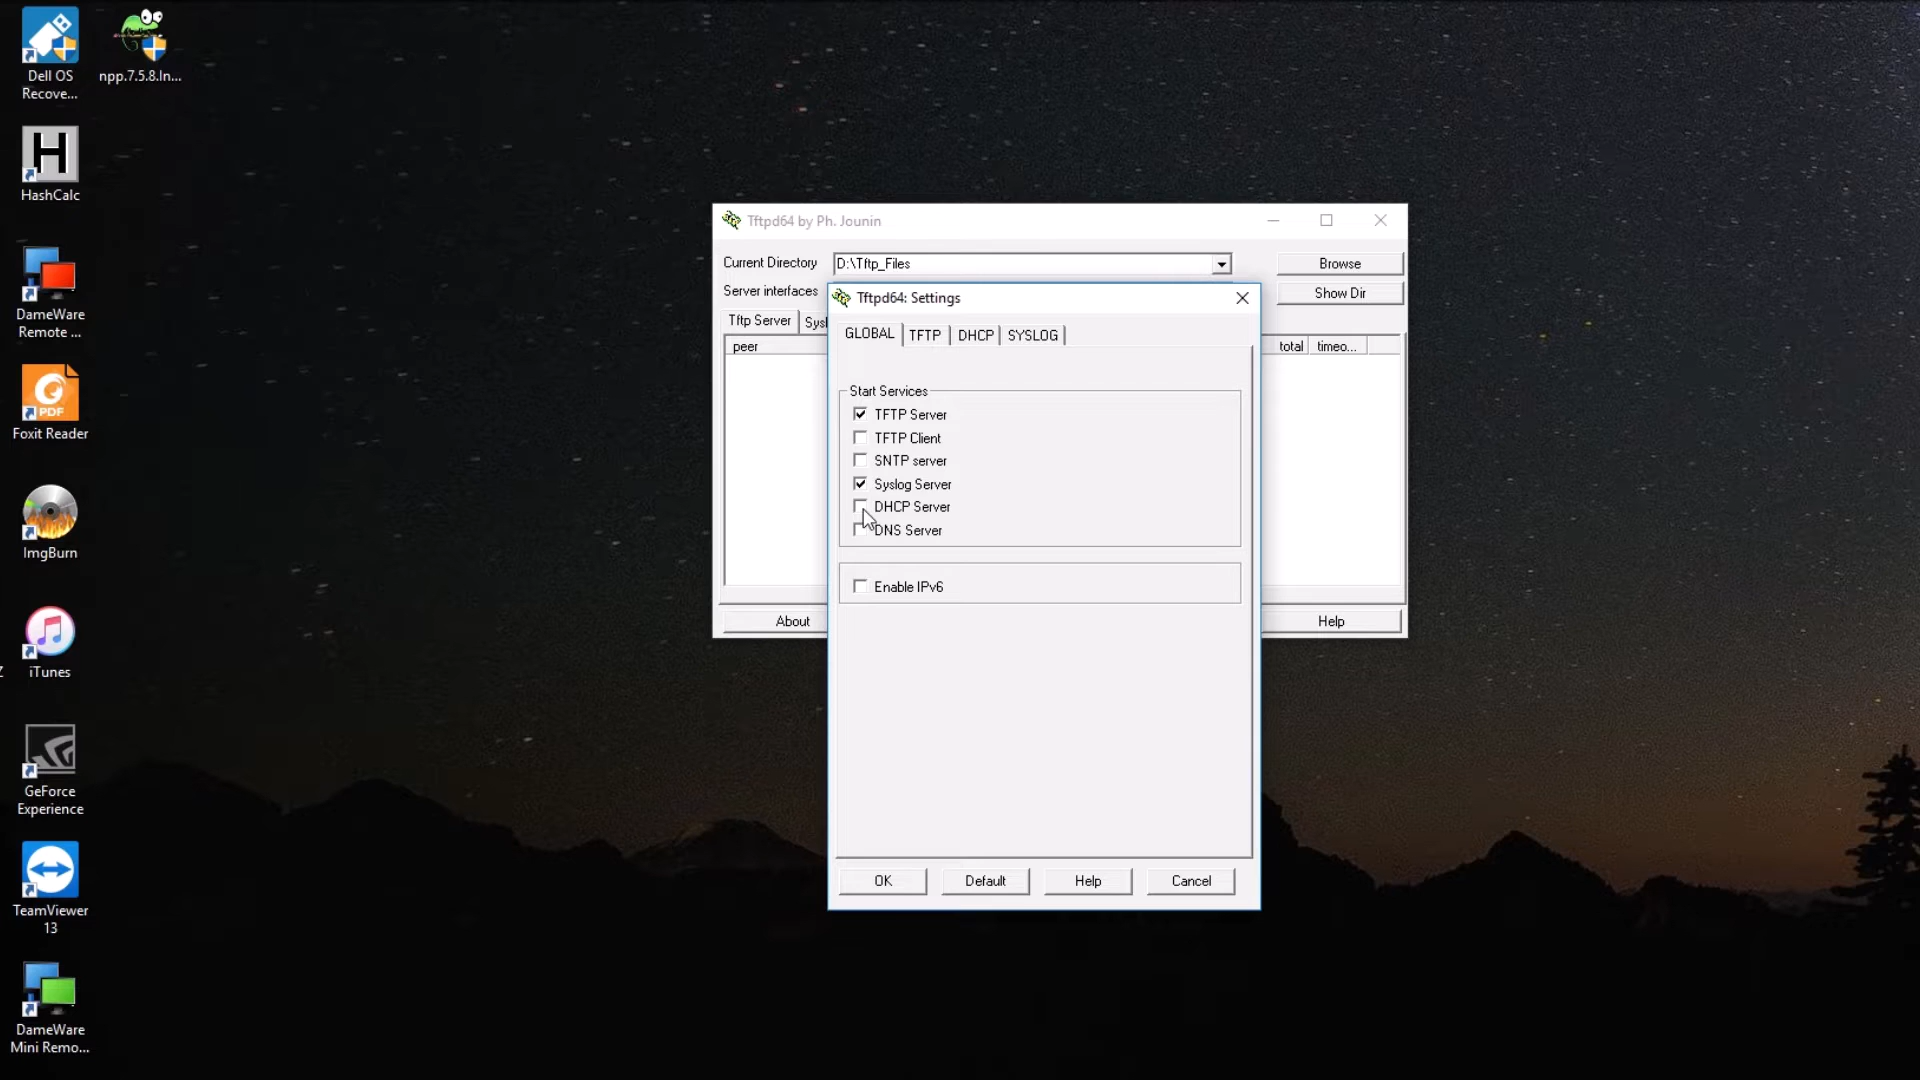 Dell OS
Recove...
npp.7.5.8.In...
HashCalc
DameWare
Remote ...
Foxit Reader
ImgBurn
Z
iTunes
GeForce
Experience
TeamViewer
13
DameWare
Mini Remo...
Tftpd64 by Ph. Jounin
Current Directory
D:\Tftp_Files
Browse
Server interfaces
Show Dir
Tftp Server
Sysl
peer
total
timeo...
About
Help
Tftpd64: Settings
GLOBAL
TFTP
DHCP
SYSLOG
Start Services
TFTP Server
TFTP Client
SNTP server
Syslog Server
DHCP Server
DNS Server
Enable IPv6
OK
Default
Help
Cancel
H
PDF